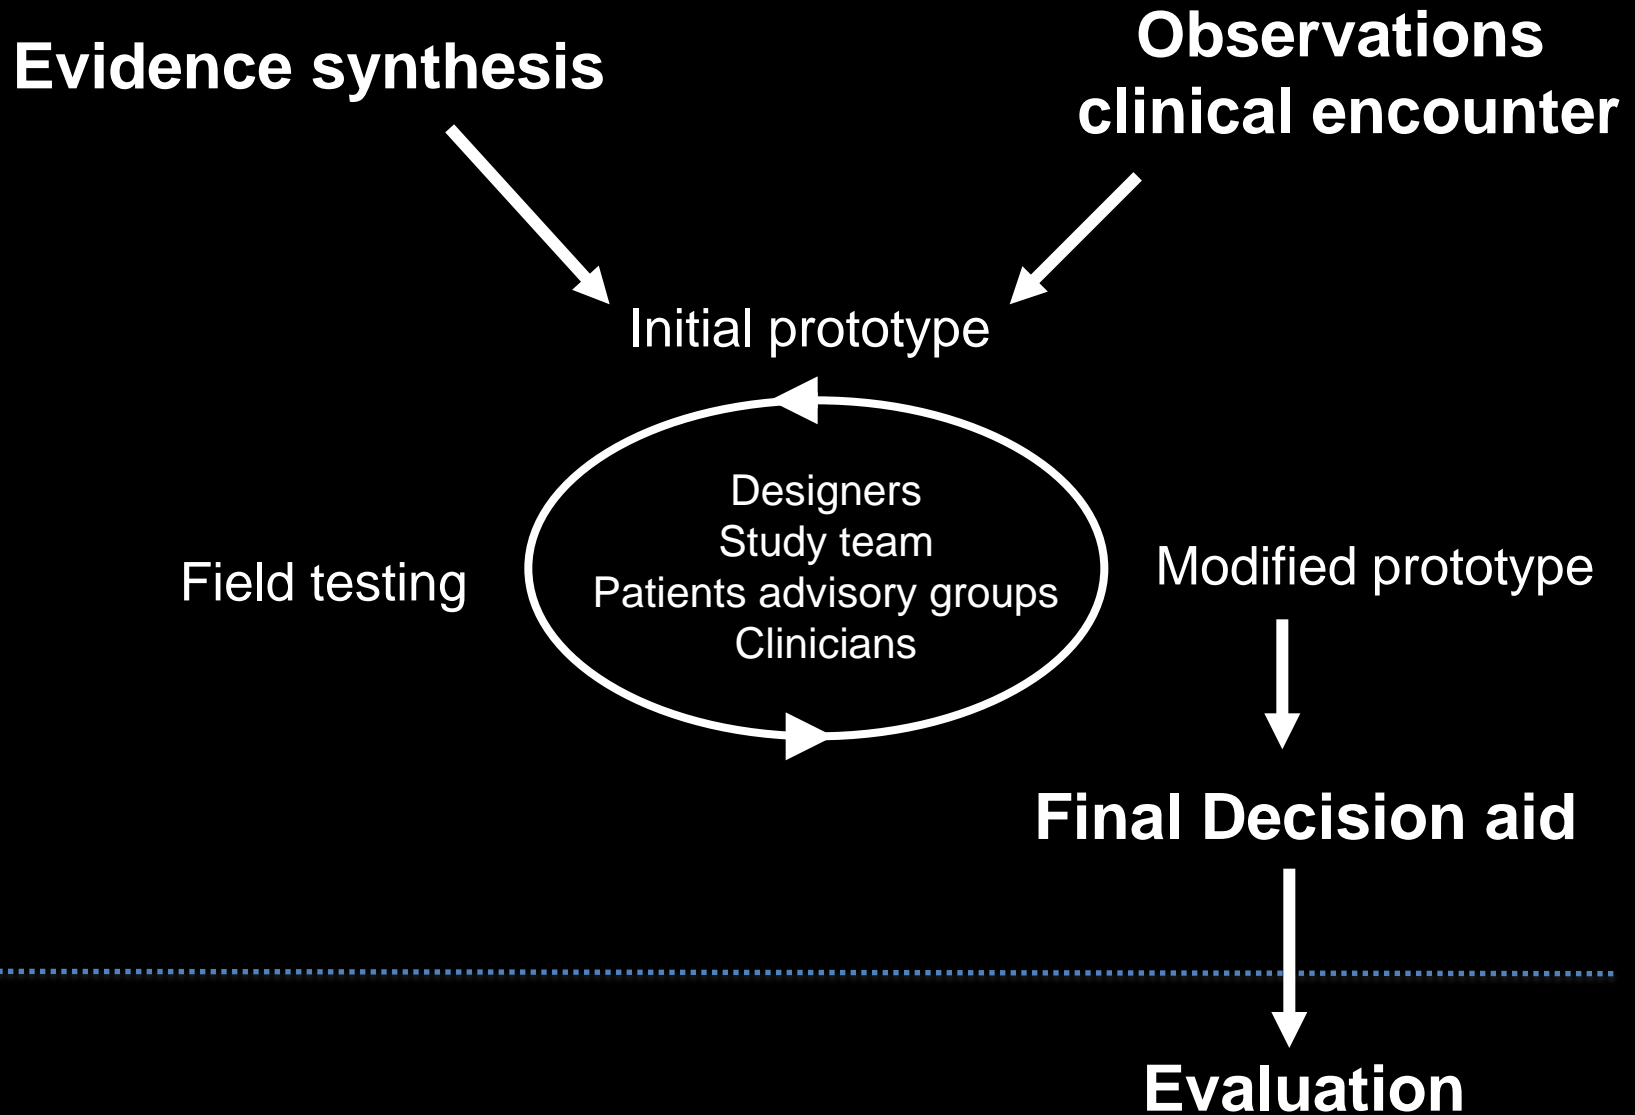 Evidence synthesis
Observations
clinical encounter
Initial prototype
Designers
Study team
Patients advisory groups
Clinicians
Field testing
Modified prototype
Final Decision aid
Evaluation